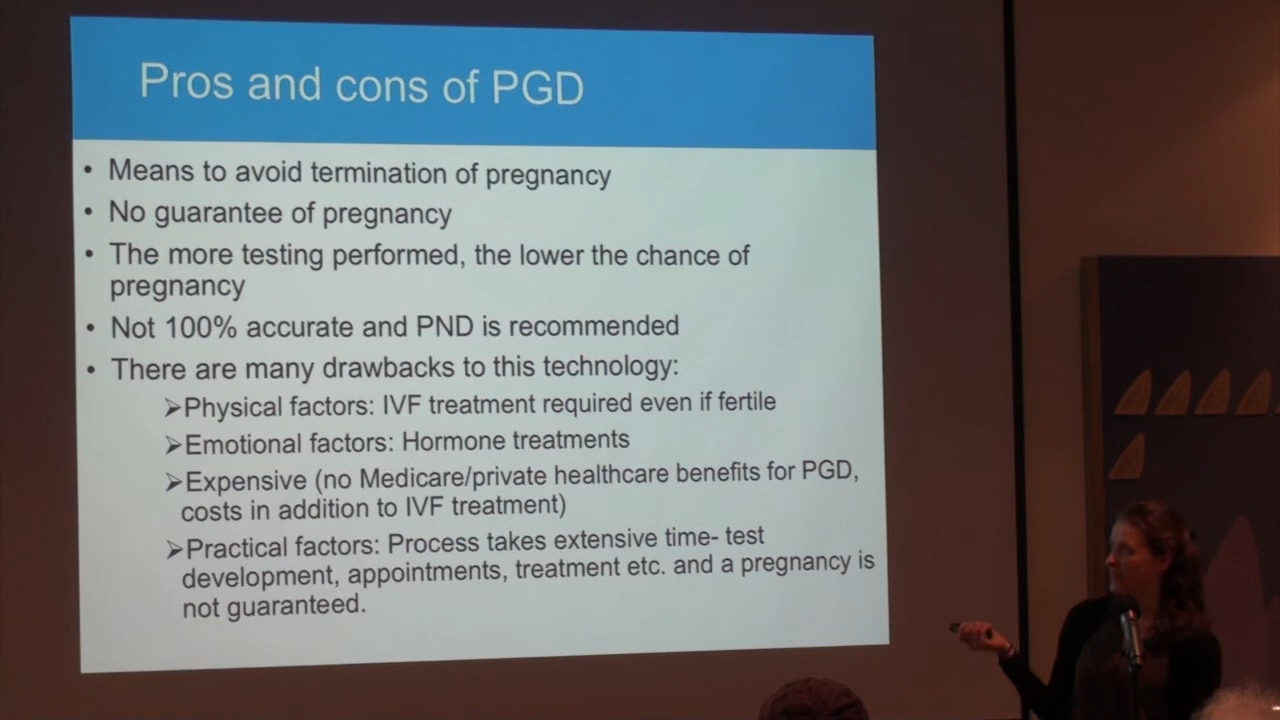 Pros and cons of PGD
• Means to avoid termination of pregnancy
• No guarantee of pregnancy
• The more testing performed, the lower the chance of
pregnancy
• Not 100% accurate and PND is recommended
• There are many drawbacks to this technology:
➢Physical factors: IVF treatment required even if fertile
➢Emotional factors: Hormone treatments
➢Expensive (no Medicare/private healthcare benefits for PGD,
costs in addition to IVF treatment)
➢Practical factors: Process takes extensive time- test
development, appointments, treatment etc. and a pregnancy is
not guaranteed.